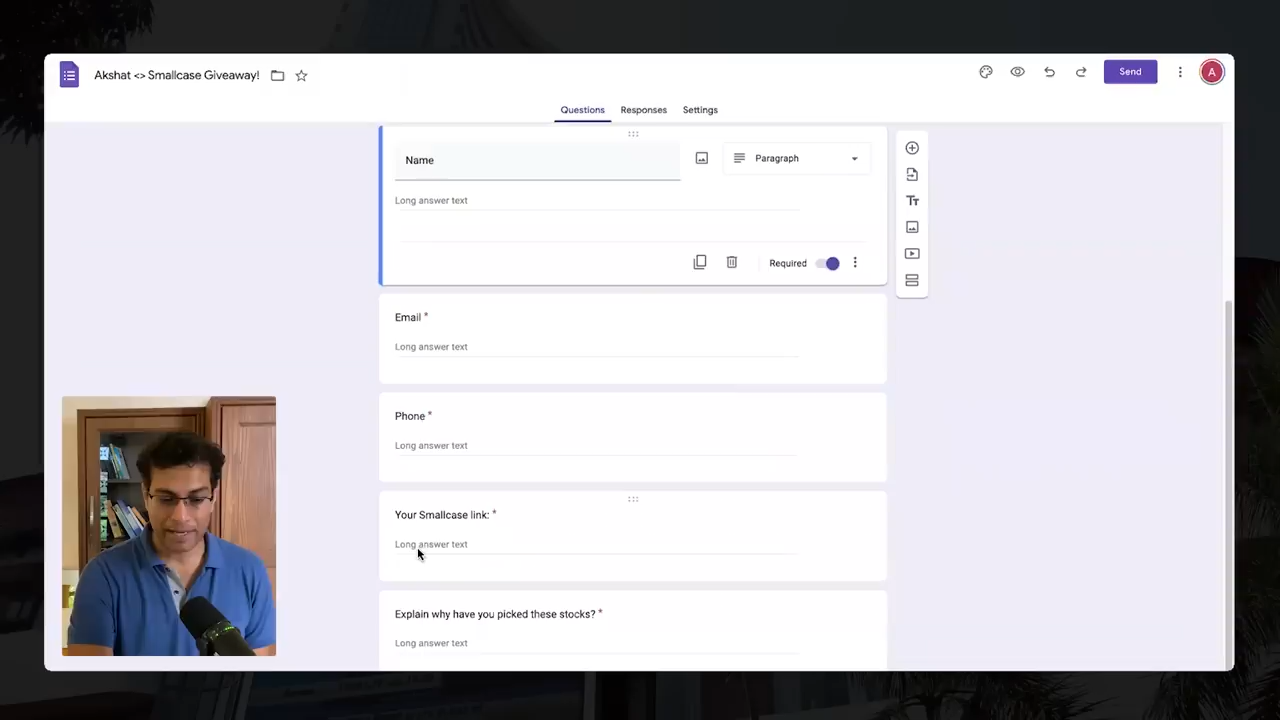 Akshat <> Smallcase Giveaway!
Send
A
Questions Responses Settings
Name
Paragraph
Long answer text
Required
Email *
Long answer text
Phone *
Long answer text
Your Smallcase link: *
Long answer text
Explain why have you picked these stocks? *
Long answer text